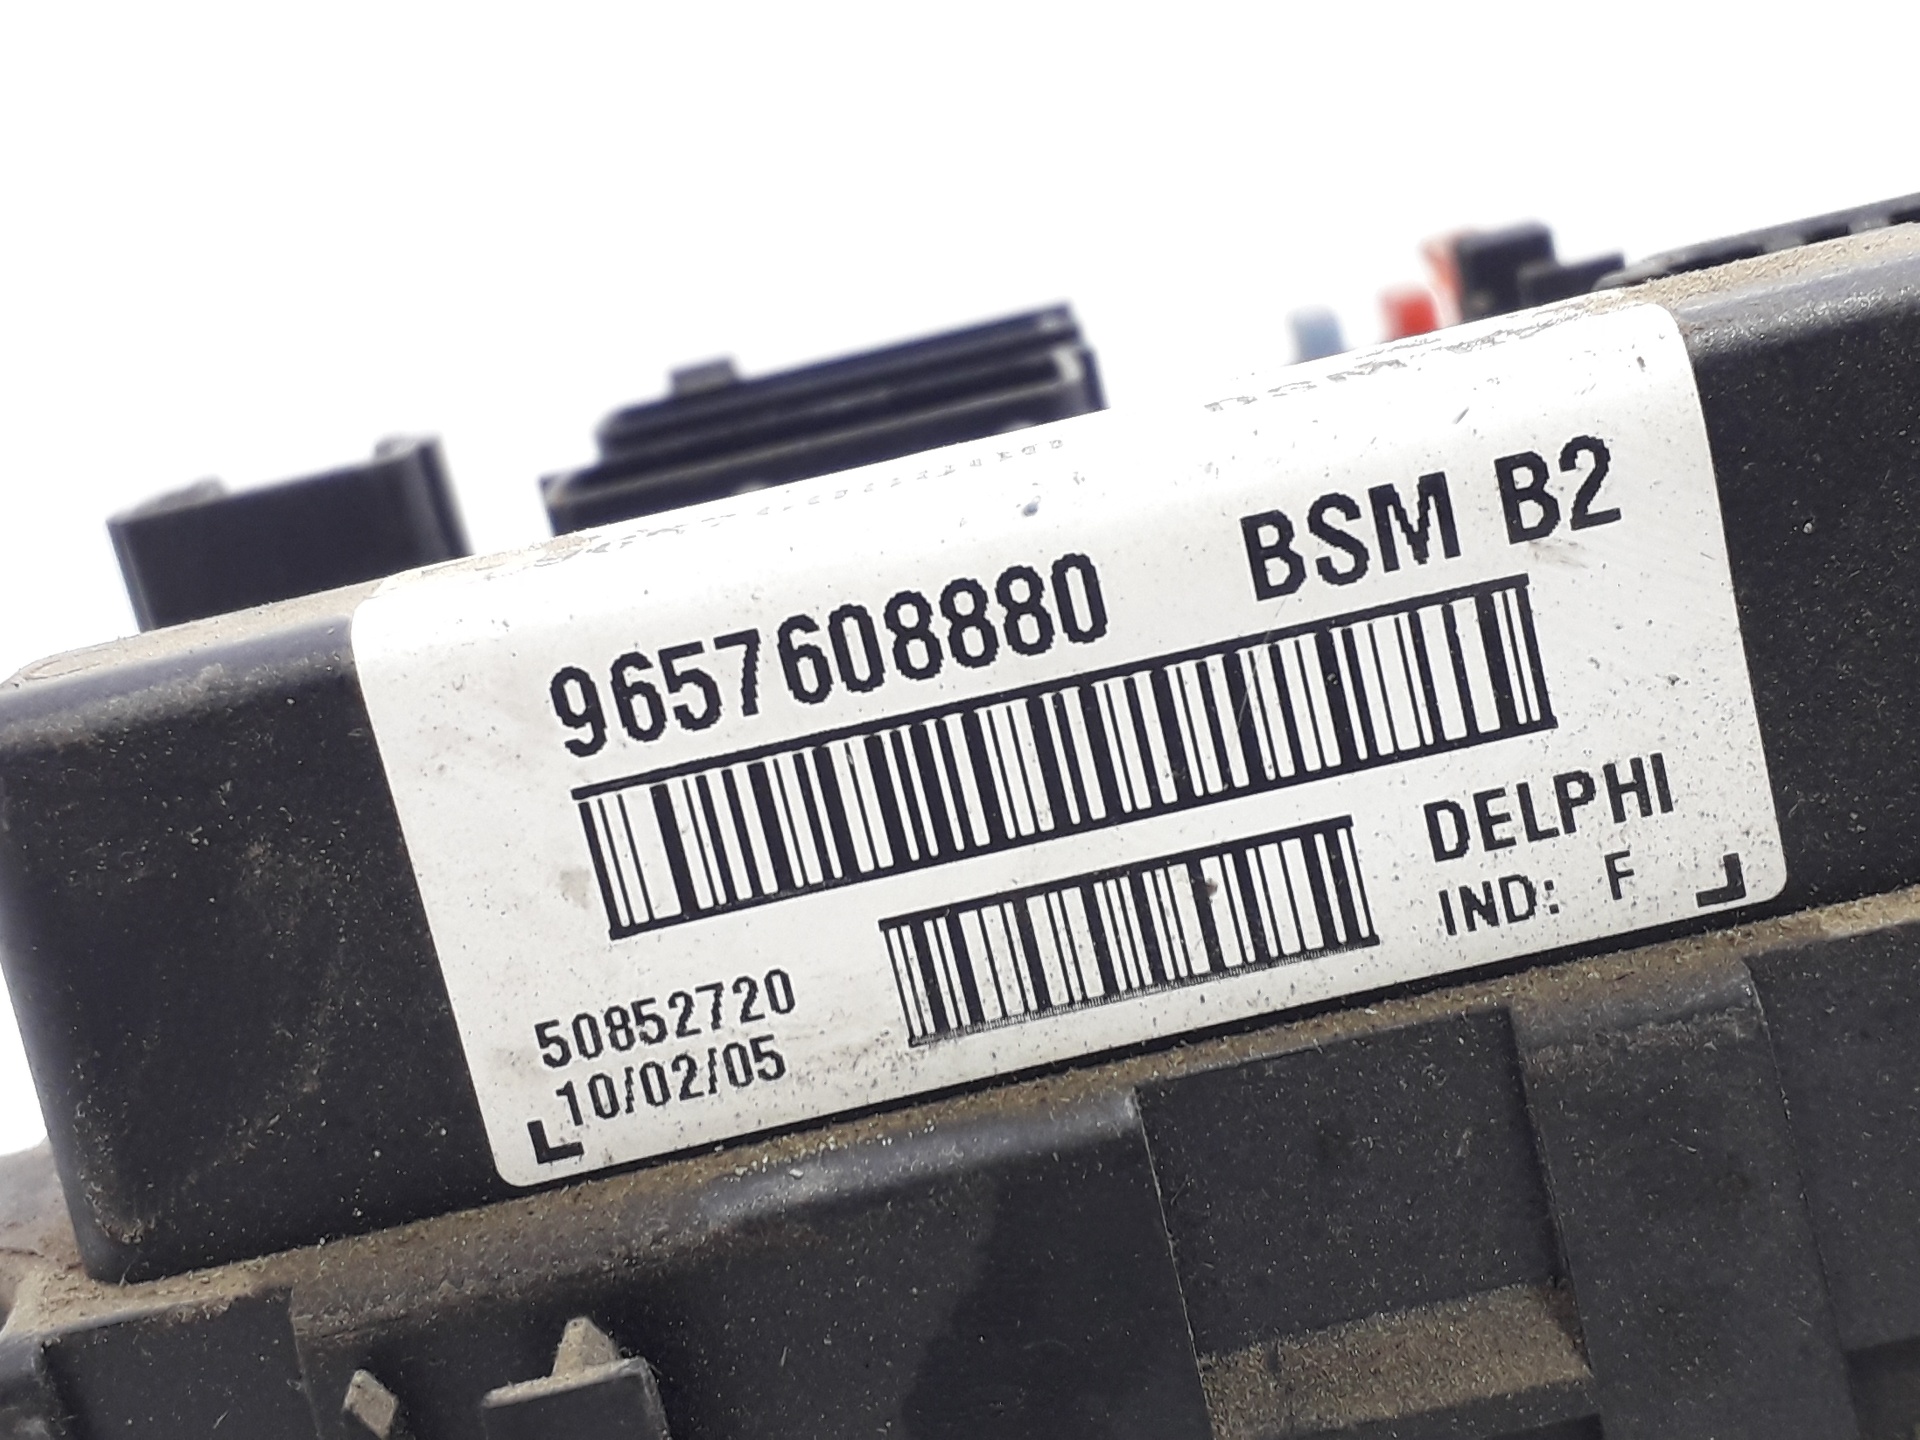 9657608880 BSM B2
DELPHI
IND: F
50852720
10/02/05